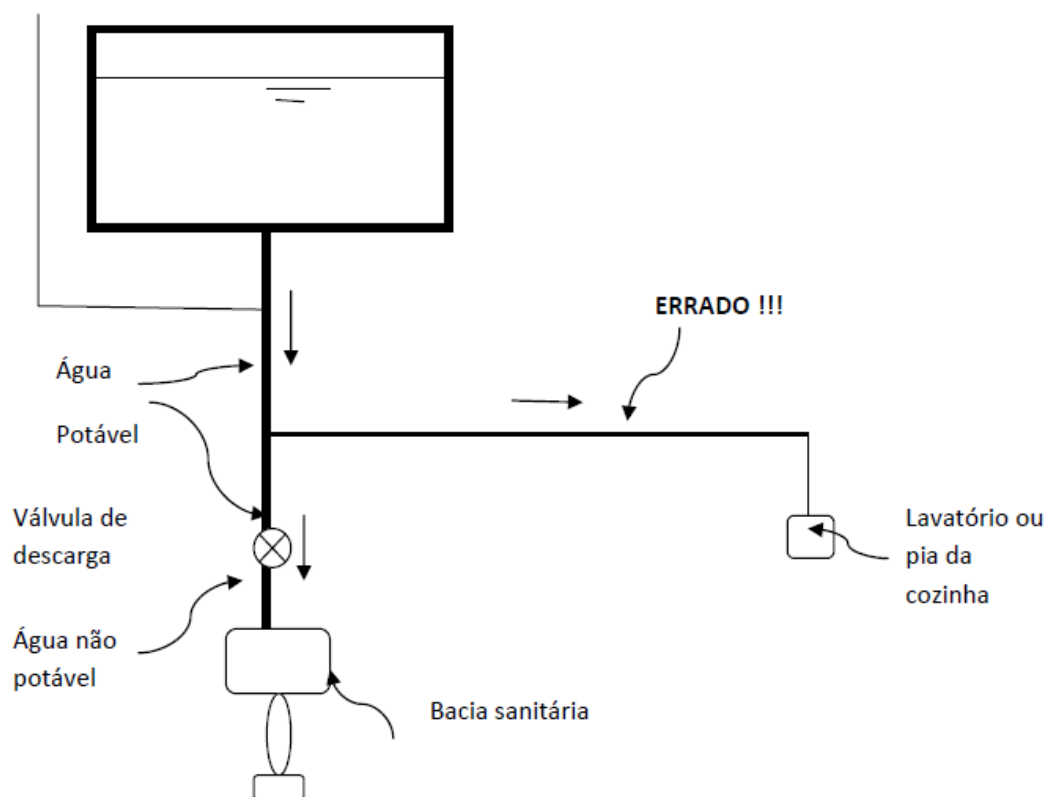 ERRADO !!!
Água
Potável
Válvula de
descarga
Lavatório ou
pia da
cozinha
Água não
potável
Bacia sanitária